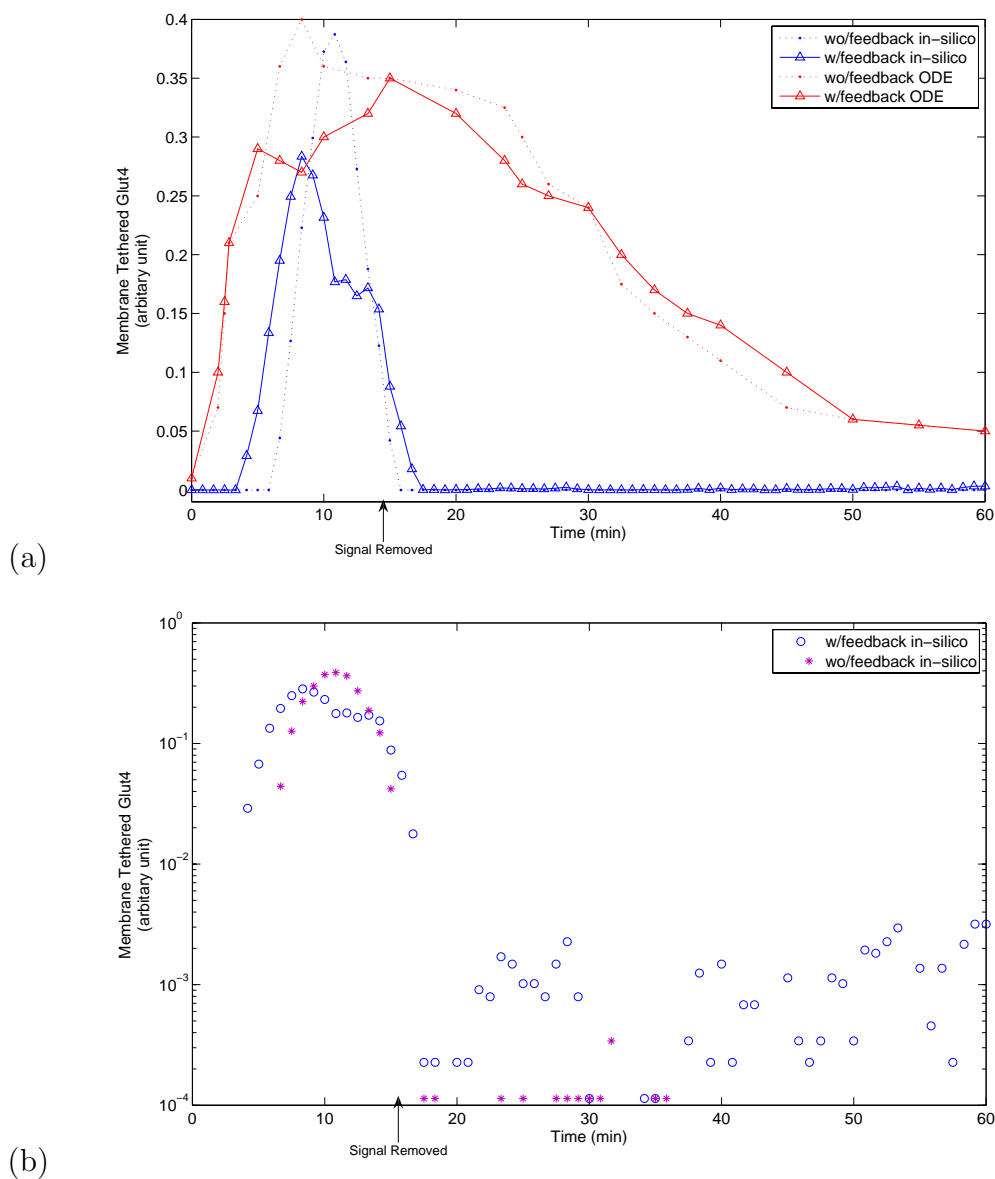 0.4
0.35
0.3
0.25
0.2
0.15
0.1
0.05
0
Membrane Tethered Glut4
(arbitary unit)
wo/feedback in-silico
w/feedback in-silico
wo/feedback ODE
w/feedback ODE
0 10 20 30 40 50 60
Time (min)
Signal Removed
(a)
10^0
10^-1
10^-2
10^-3
10^-4
Membrane Tethered Glut4
(arbitary unit)
w/feedback in-silico
wo/feedback in-silico
0 10 20 30 40 50 60
Time (min)
Signal Removed
(b)